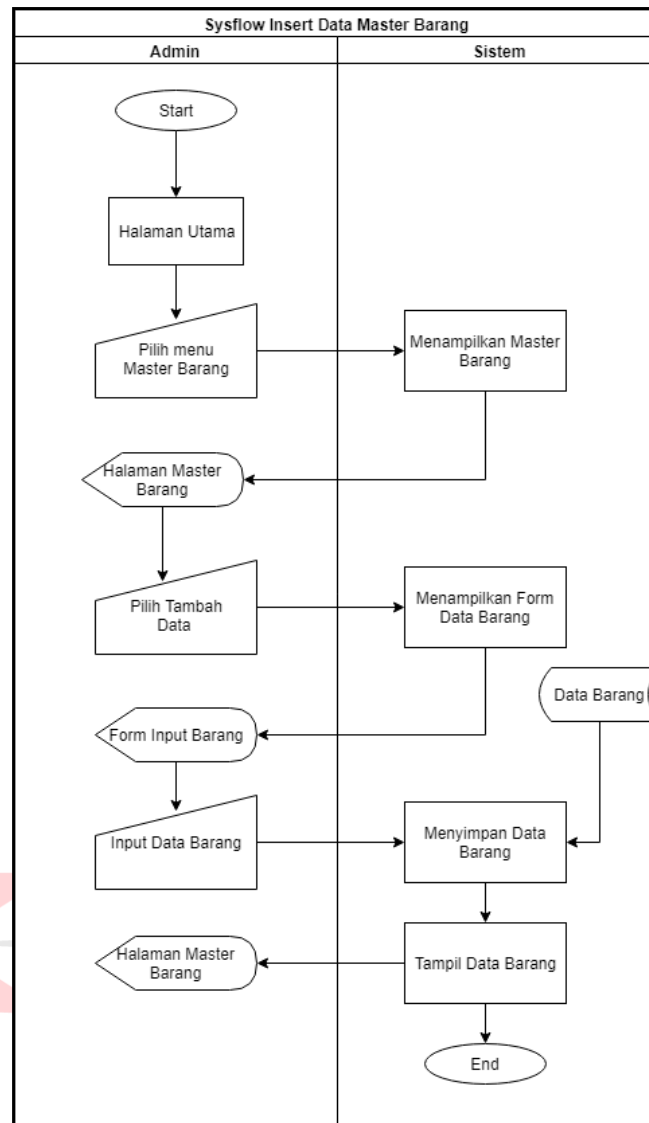 Sysflow Insert Data Master Barang
Admin
Sistem
Start
Halaman Utama
Pilih menu
Master Barang
Menampilkan Master
Barang
Halaman Master
Barang
Pilih Tambah
Data
Menampilkan Form
Data Barang
Data Barang
Form Input Barang
Input Data Barang
Menyimpan Data
Barang
Halaman Master
Barang
Tampil Data Barang
End